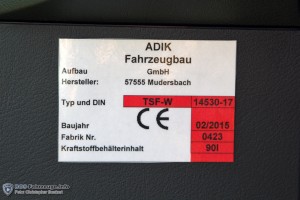 ADIK
Fahrzeugbau
Aufbau GmbH
Hersteller: 57555 Mudersbach
Typ und DIN TSF-W 14530-17
CE
Baujahr 02/2015
Fabrik Nr. 0423
Kraftstoffbehälterinhalt 90l